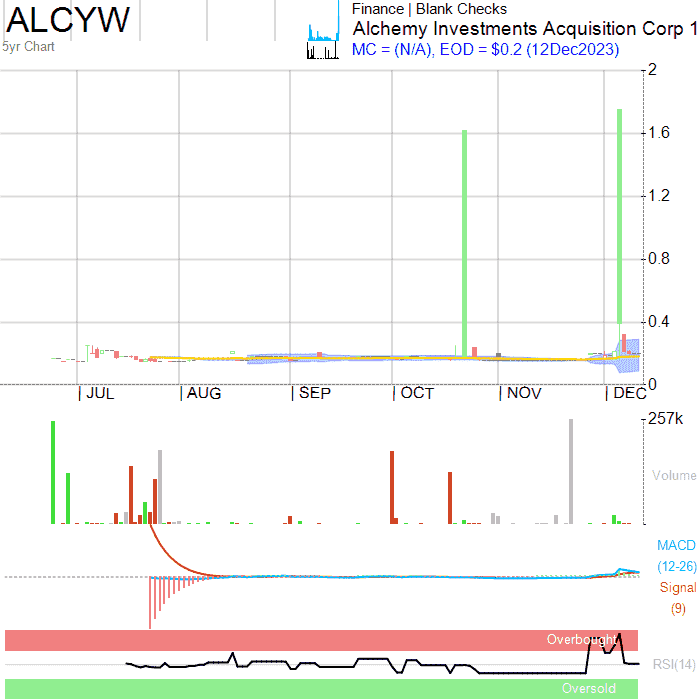 ALCYW
5yr Chart
Finance | Blank Checks
Alchemy Investments Acquisition Corp 1
MC = (N/A), EOD = $0.2 (12Dec2023)
2
1.6
1.2
0.8
0.4
0
| JUL | AUG | SEP | OCT | NOV | DEC
257k
Volume
MACD
(12-26)
Signal
(9)
Overbought
RSI(14)
Oversold